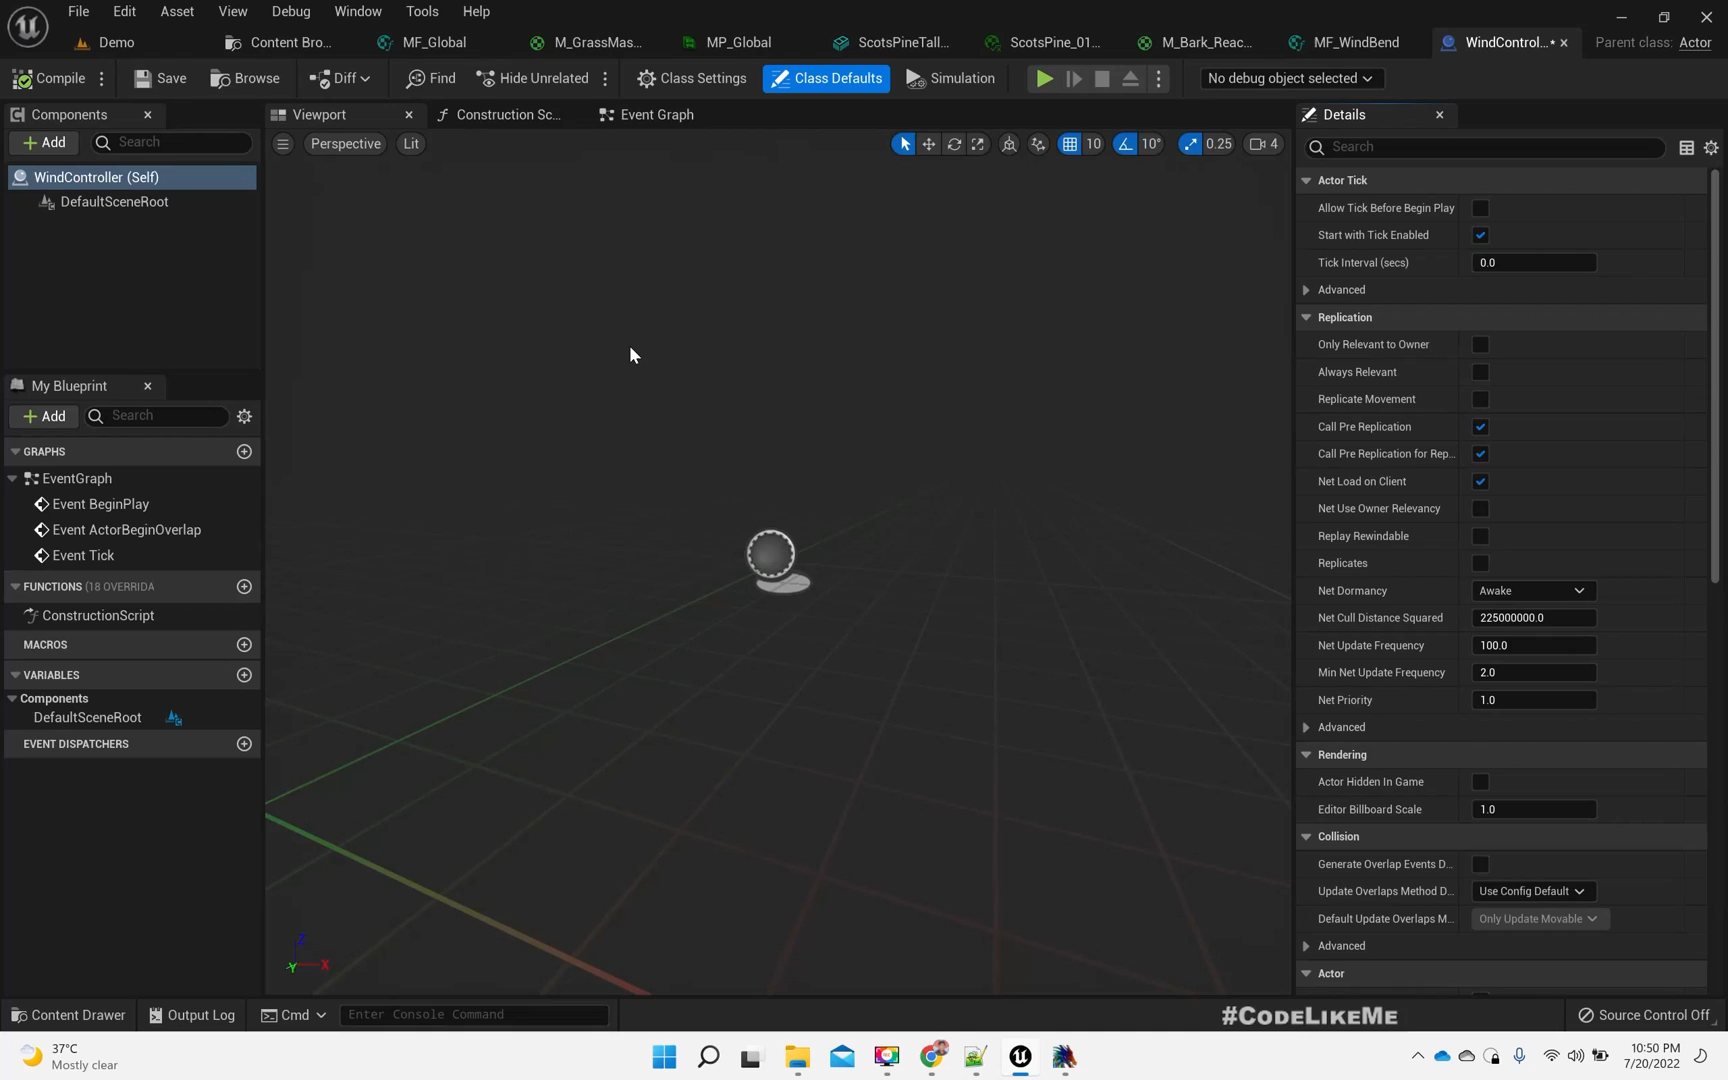 File Edit Asset View Debug Window Tools Help
Demo Content Bro... MF_Global M_GrassMas... MP_Global ScotsPineTall... ScotsPine_01... M_Bark_Reac... MF_WindBend WindControl...* Parent class: Actor
Compile Save Browse Diff Find Hide Unrelated Class Settings Class Defaults Simulation No debug object selected
Components Viewport Construction Sc... Event Graph Details
Add Search Perspective Lit 10 10° 0.25 4 Search
WindController (Self)
DefaultSceneRoot
My Blueprint
Add Search
GRAPHS
EventGraph
Event BeginPlay
Event ActorBeginOverlap
Event Tick
FUNCTIONS (18 OVERRIDA
ConstructionScript
MACROS
VARIABLES
Components
DefaultSceneRoot
EVENT DISPATCHERS
Z
Y X
Actor Tick
Allow Tick Before Begin Play
Start with Tick Enabled
Tick Interval (secs) 0.0
Advanced
Replication
Only Relevant to Owner
Always Relevant
Replicate Movement
Call Pre Replication
Call Pre Replication for Rep...
Net Load on Client
Net Use Owner Relevancy
Replay Rewindable
Replicates
Net Dormancy Awake
Net Cull Distance Squared 225000000.0
Net Update Frequency 100.0
Min Net Update Frequency 2.0
Net Priority 1.0
Advanced
Rendering
Actor Hidden In Game
Editor Billboard Scale 1.0
Collision
Generate Overlap Events D...
Update Overlaps Method D... Use Config Default
Default Update Overlaps M... Only Update Movable
Advanced
Actor
Content Drawer Output Log Cmd Enter Console Command #CODELIKEME Source Control Off
37°C
Mostly clear
10:50 PM
7/20/2022